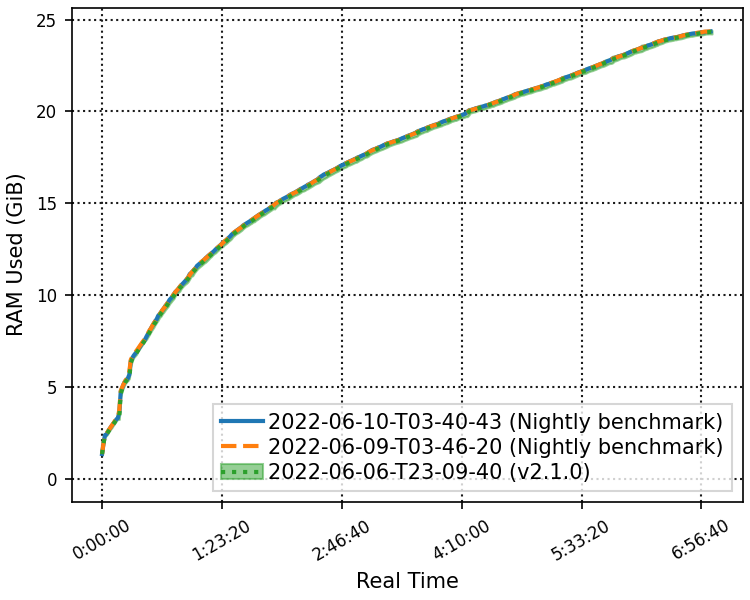 25
20
15
10
5
0
RAM Used (GiB)
2022-06-10-T03-40-43 (Nightly benchmark)
2022-06-09-T03-46-20 (Nightly benchmark)
2022-06-06-T23-09-40 (v2.1.0)
0:00:00
1:23:20
2:46:40
4:10:00
5:33:20
6:56:40
Real Time